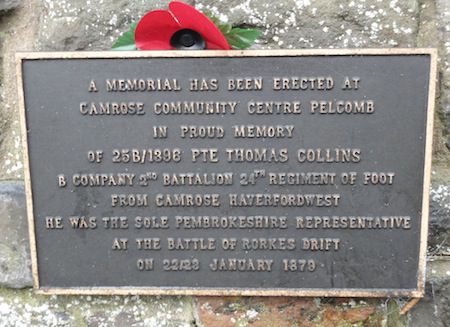 A MEMORIAL HAS BEEN ERECTED AT
CAMROSE COMMUNITY CENTRE PELCOMB
IN PROUD MEMORY
OF 25B/1396 PTE THOMAS COLLINS
B COMPANY 2ND BATTALION 24TH REGIMENT OF FOOT
FROM CAMROSE HAVERFORDWEST
HE WAS THE SOLE PEMBROKESHIRE REPRESENTATIVE
AT THE BATTLE OF RORKES DRIFT
ON 22/23 JANUARY 1879